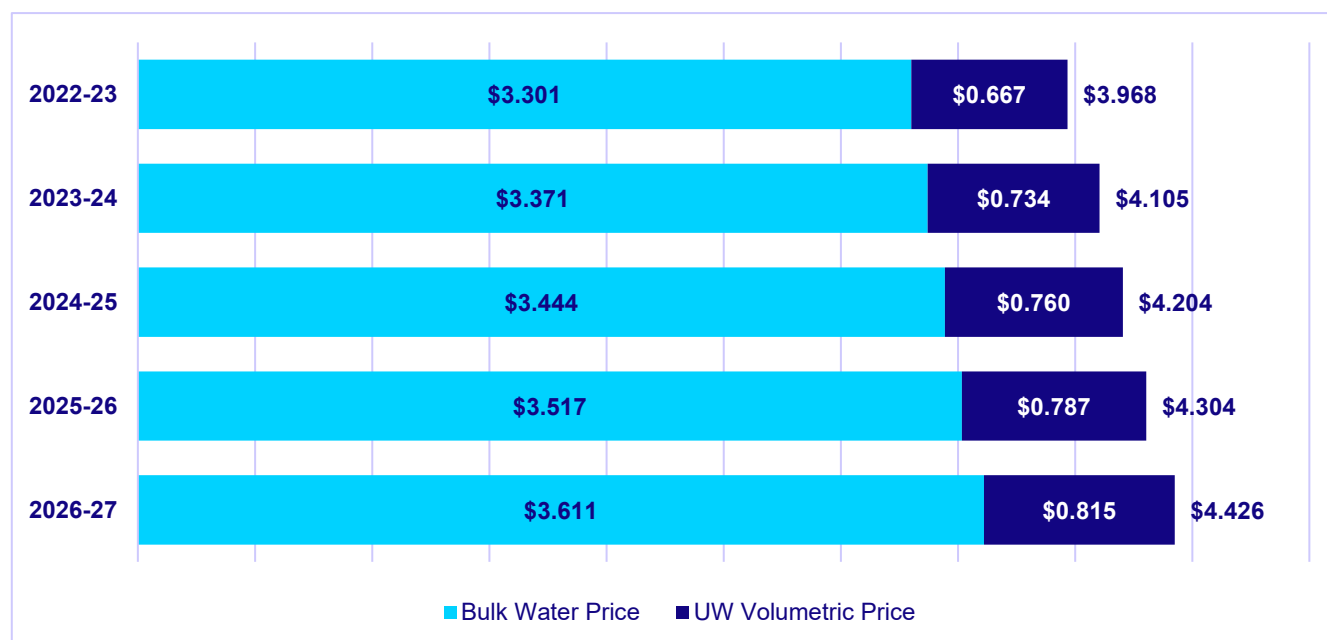 2022-23 $3.301 $0.667 $3.968
2023-24 $3.371 $0.734 $4.105
2024-25 $3.444 $0.760 $4.204
2025-26 $3.517 $0.787 $4.304
2026-27 $3.611 $0.815 $4.426
Bulk Water Price UW Volumetric Price